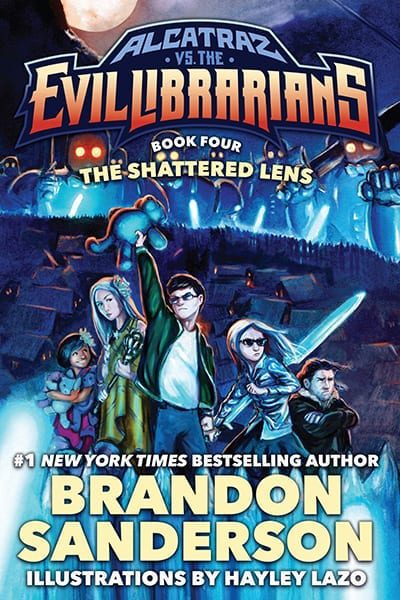 ALCATRAZ
VS. THE
EVIL LIBRARIANS
BOOK FOUR
THE SHATTERED LENS
#1 NEW YORK TIMES BESTSELLING AUTHOR
BRANDON
SANDERSON
ILLUSTRATIONS BY HAYLEY LAZO